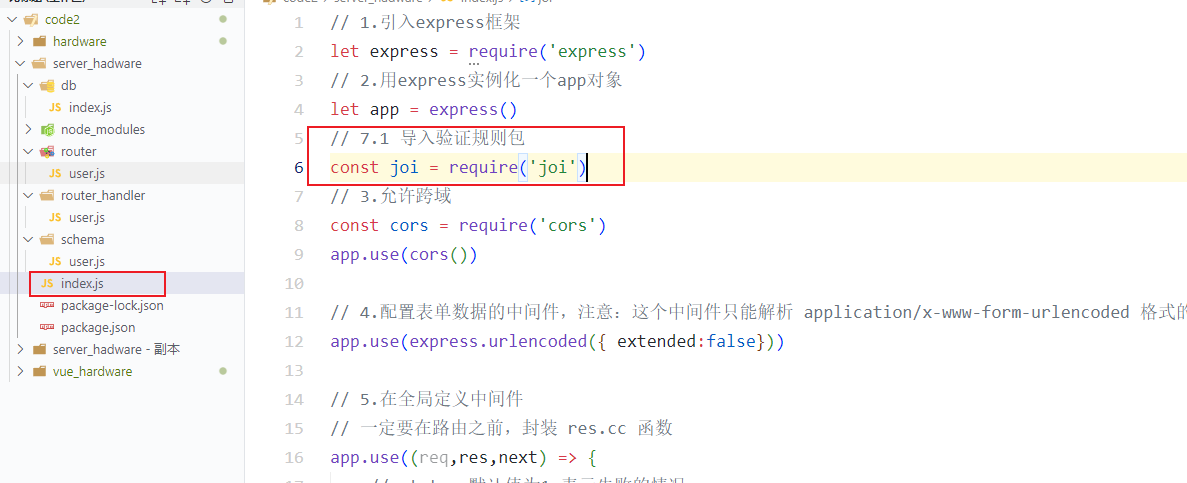 code2
hardware
server_hadware
db
JS index.js
node_modules
router
JS user.js
router_handler
JS user.js
schema
JS user.js
JS index.js
package-lock.json
package.json
server_hadware - 副本
vue_hardware
1 // 1.引入express框架
2 let express = require('express')
3 // 2.用express实例化一个app对象
4 let app = express()
5 // 7.1 导入验证规则包
6 const joi = require('joi')
7 // 3.允许跨域
8 const cors = require('cors')
9 app.use(cors())
10
11 // 4.配置表单数据的中间件，注意：这个中间件只能解析 application/x-www-form-urlencoded 格式的
12 app.use(express.urlencoded({ extended:false}))
13
14 // 5.在全局定义中间件
15 // 一定要在路由之前，封装 res.cc 函数
16 app.use((req,res,next) => {